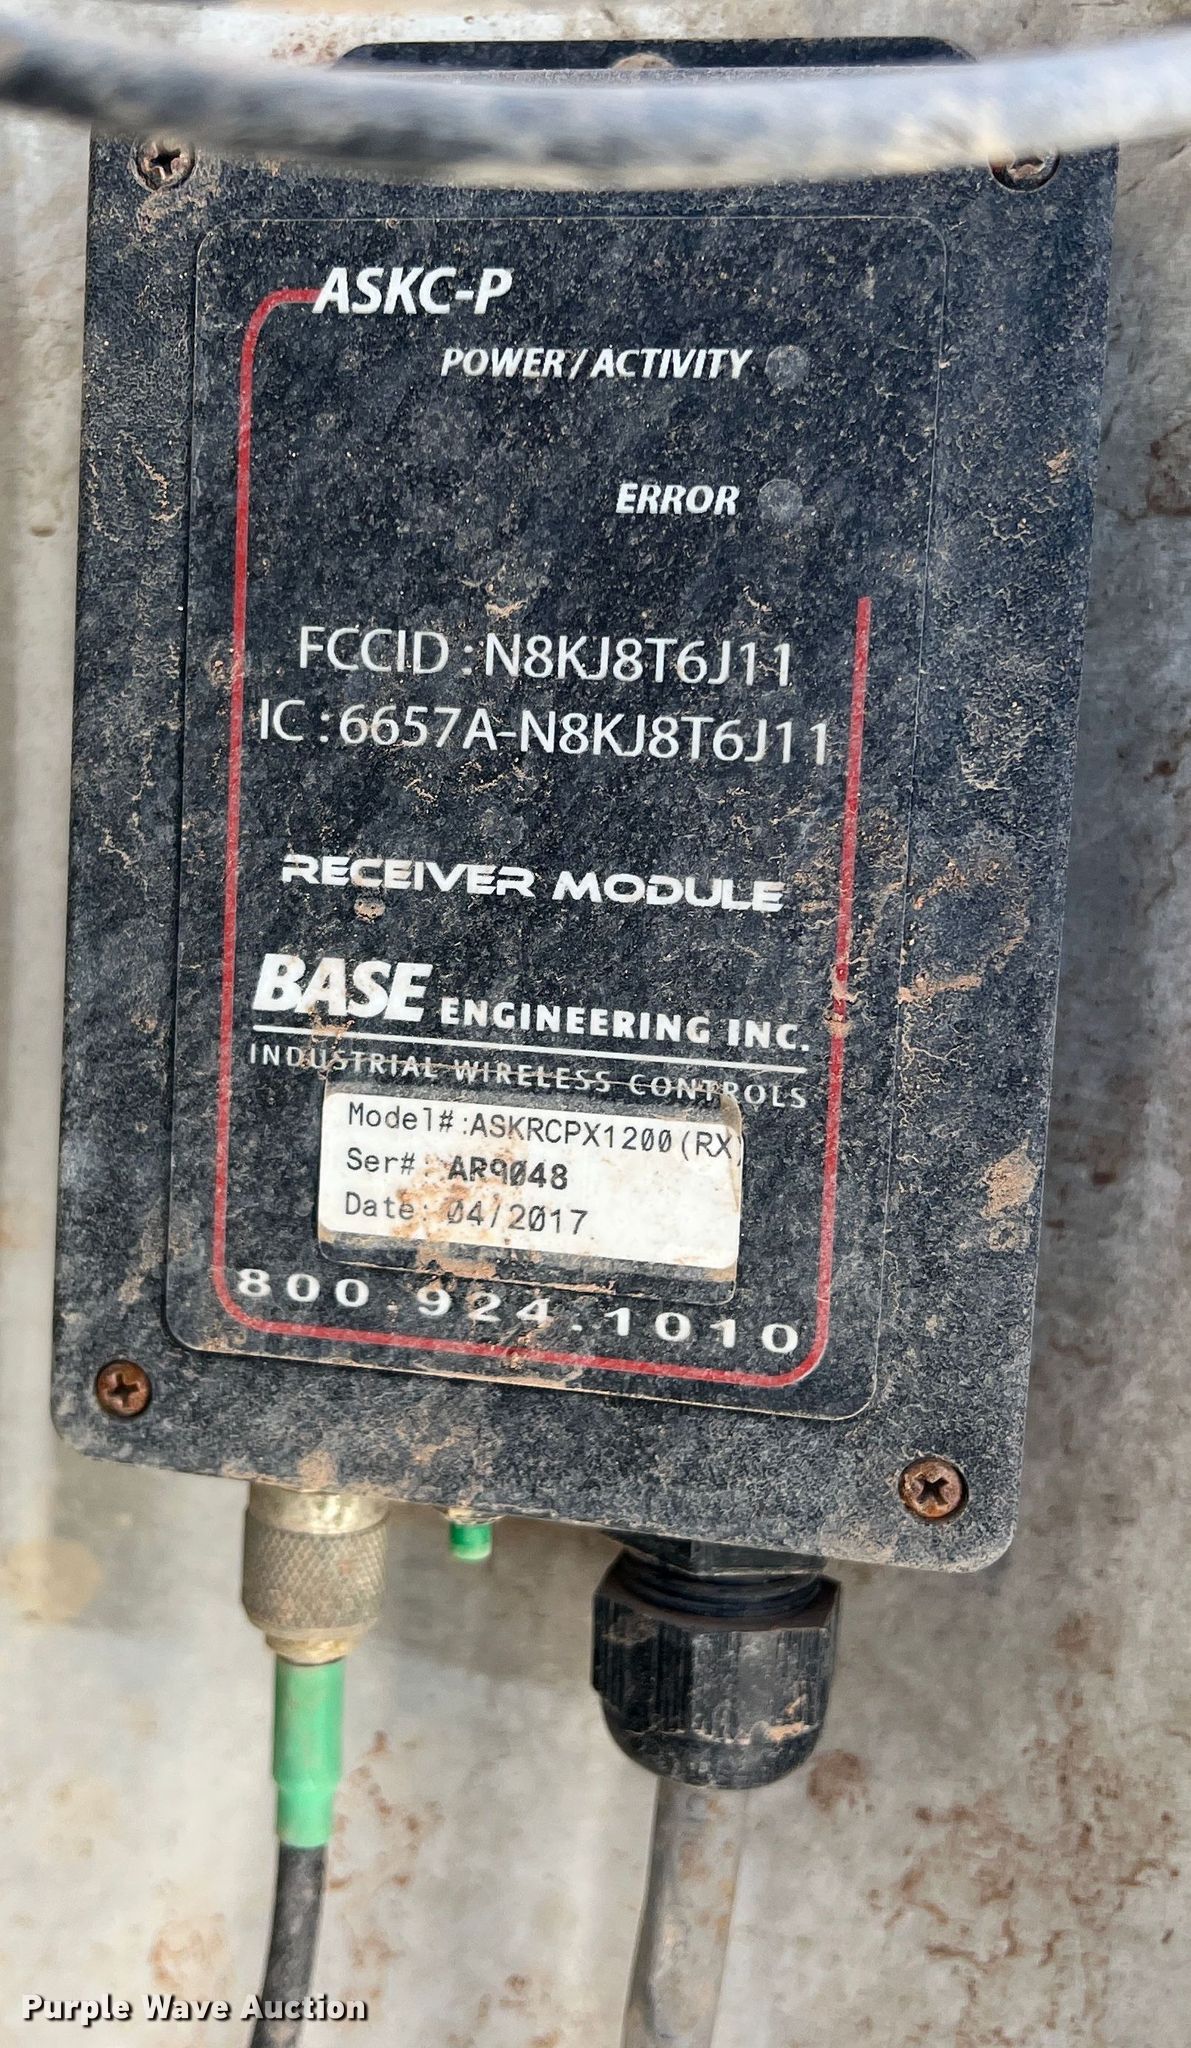 ASKC-P
POWER / ACTIVITY
ERROR
FCCID : N8KJ8T6J11
IC : 6657A-N8KJ8T6J11
RECEIVER MODULE
BASE ENGINEERING INC.
INDUSTRIAL WIRELESS CONTROLS
Model#:ASKRCPX1200(RX)
Ser#: AR9048
Date: 04/2017
800.924.1010
Purple Wave Auction